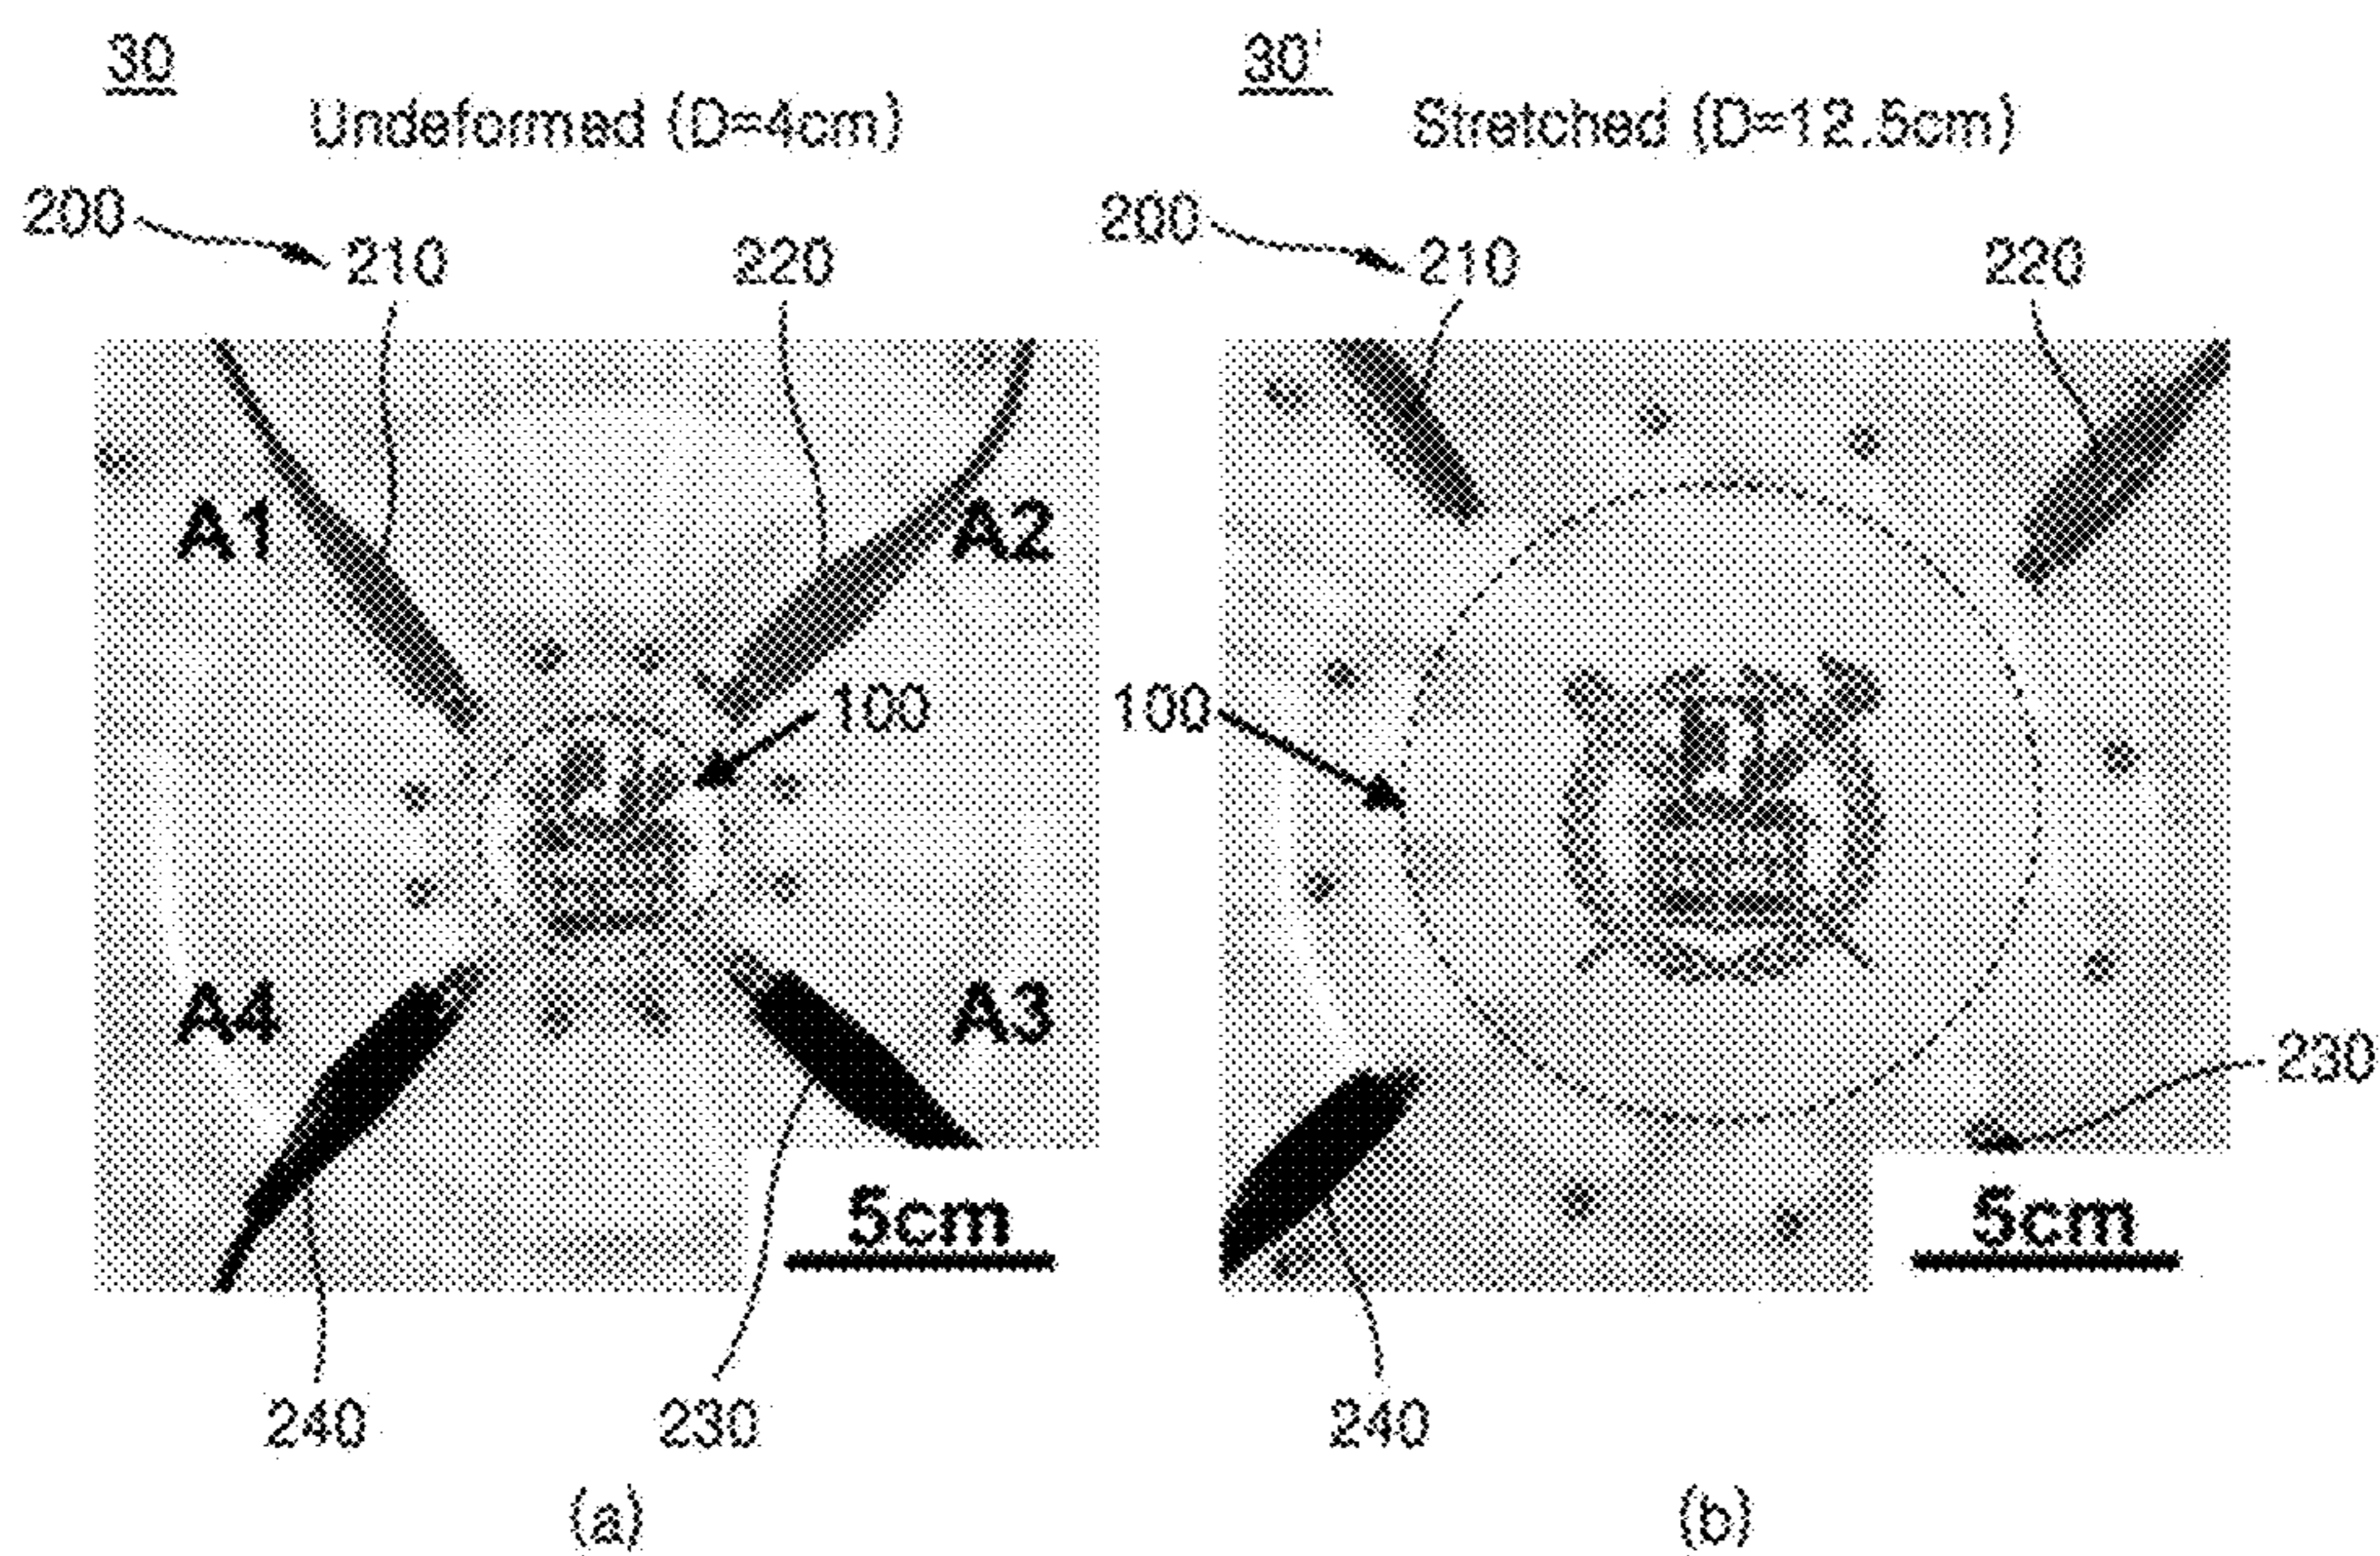 30
Undeformed (D=4cm)
200
210
220
A1
A2
100
A4
A3
5cm
240
230
(a)
30'
Stretched (D=12.5cm)
200
210
220
100
230
5cm
240
(b)